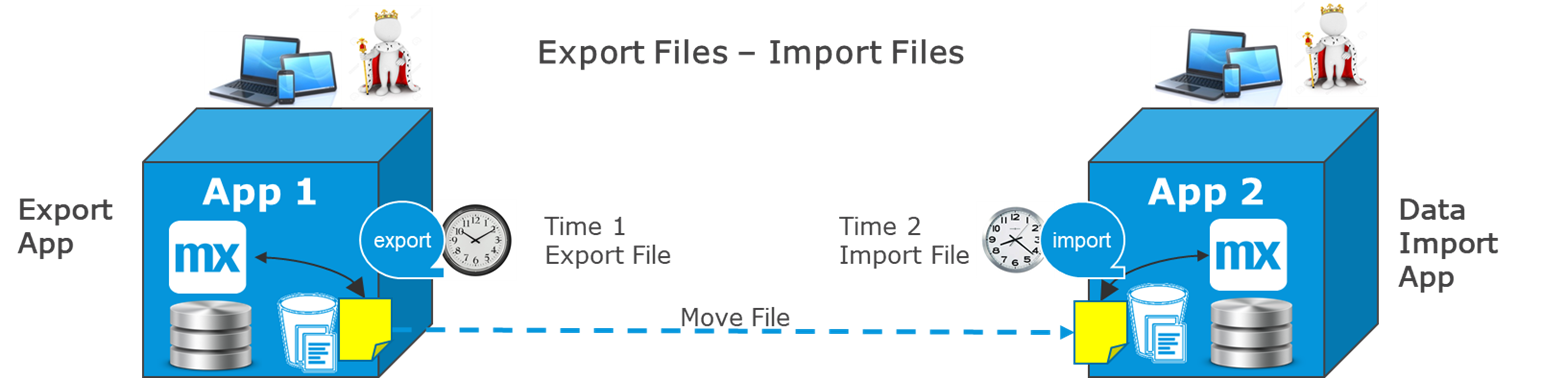 Export Files – Import Files
Export
App
App 1
mx
export
Time 1
Export File
Move File
Time 2
Import File
import
App 2
mx
Data
Import
App